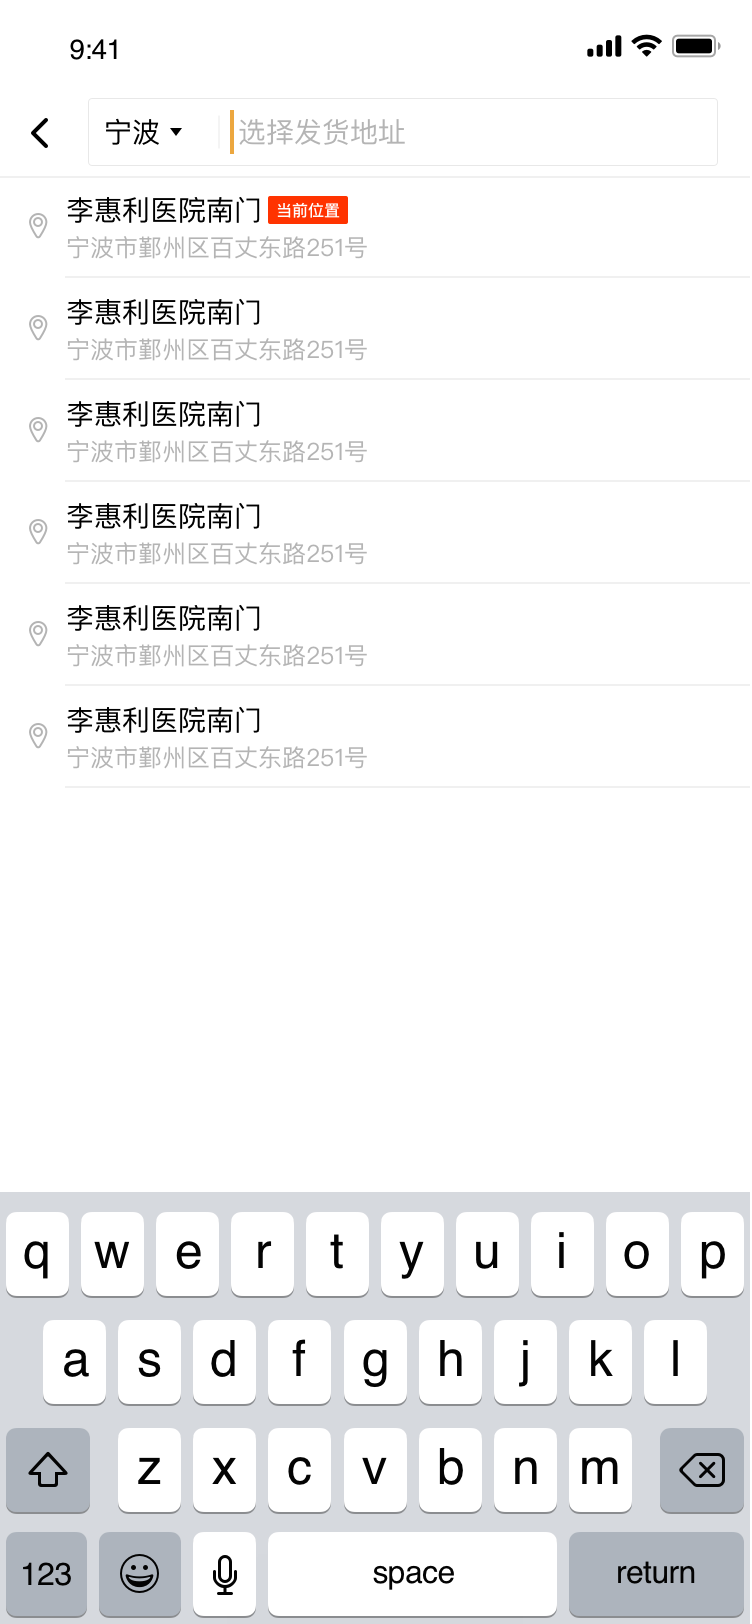 9:41
宁波 选择发货地址
李惠利医院南门 当前位置
宁波市鄞州区百丈东路251号
李惠利医院南门
宁波市鄞州区百丈东路251号
李惠利医院南门
宁波市鄞州区百丈东路251号
李惠利医院南门
宁波市鄞州区百丈东路251号
李惠利医院南门
宁波市鄞州区百丈东路251号
李惠利医院南门
宁波市鄞州区百丈东路251号
q w e r t y u i o p
a s d f g h j k l
z x c v b n m
123 space return